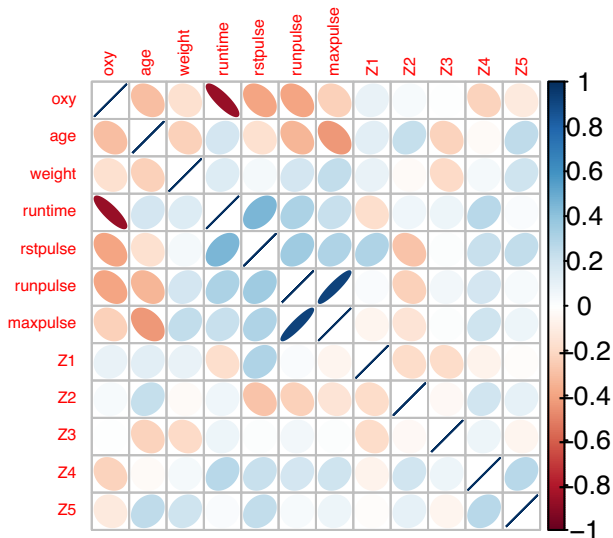 oxy age weight runtime rstpulse runpulse maxpulse Z1 Z2 Z3 Z4 Z5
oxy
age
weight
runtime
rstpulse
runpulse
maxpulse
Z1
Z2
Z3
Z4
Z5
1
0.8
0.6
0.4
0.2
0
−0.2
−0.4
−0.6
−0.8
−1